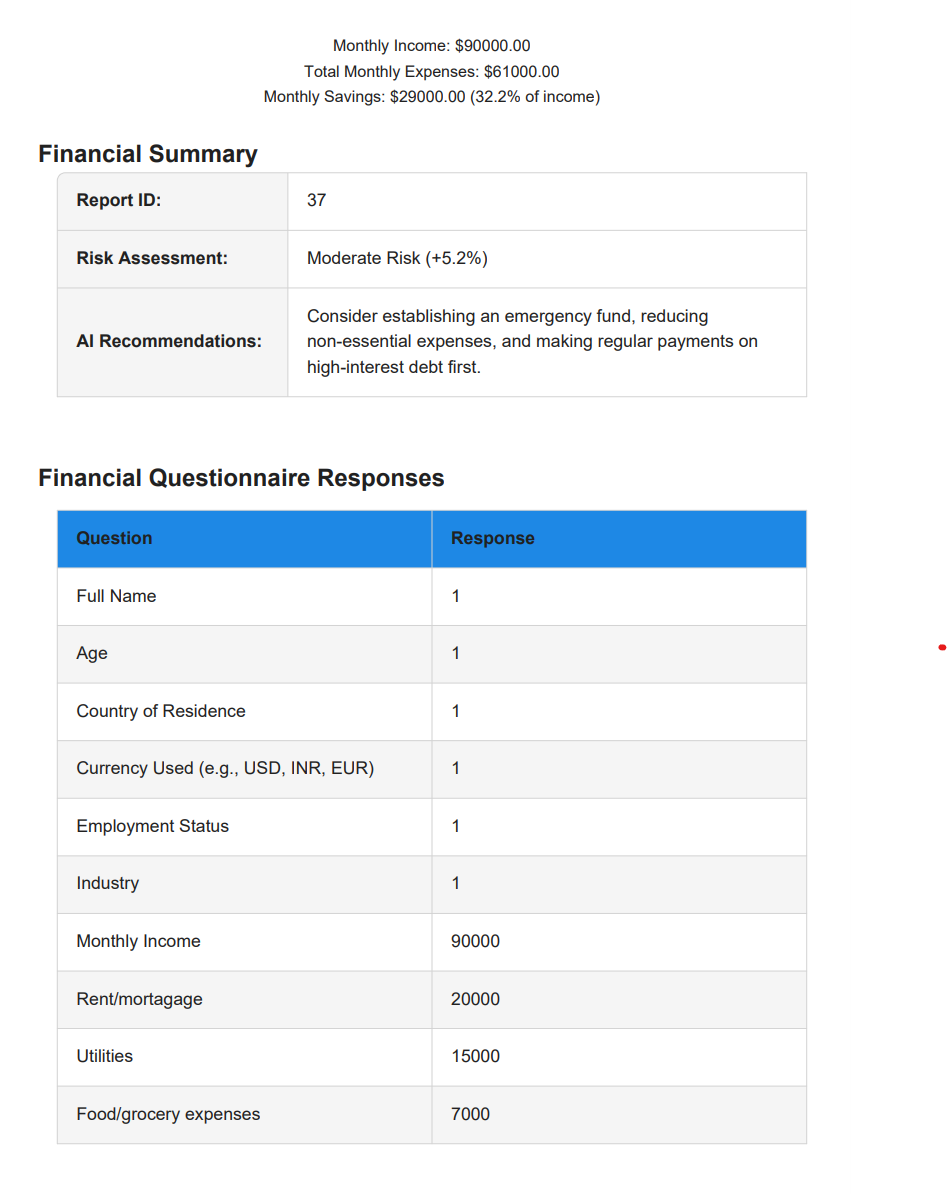 Monthly Income: $90000.00
Total Monthly Expenses: $61000.00
Monthly Savings: $29000.00 (32.2% of income)
Financial Summary
Report ID: 37
Risk Assessment: Moderate Risk (+5.2%)
AI Recommendations: Consider establishing an emergency fund, reducing
non-essential expenses, and making regular payments on
high-interest debt first.
Financial Questionnaire Responses
Question Response
Full Name 1
Age 1
Country of Residence 1
Currency Used (e.g., USD, INR, EUR) 1
Employment Status 1
Industry 1
Monthly Income 90000
Rent/mortagage 20000
Utilities 15000
Food/grocery expenses 7000